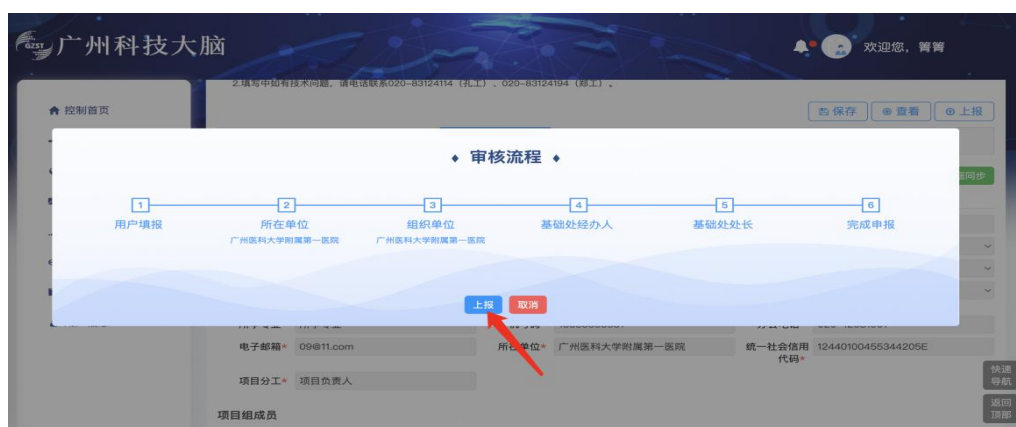 GZST 广州科技大脑
欢迎您，箐箐
2.填写中如有技术问题，请电话联系020-83124114（孔工）、020-83124194（郑工）。
控制首页
保存 查看 上报
审核流程
据同步
1 2 3 4 5 6
用户填报 所在单位 组织单位 基础处经办人 基础处处长 完成申报
广州医科大学附属第一医院 广州医科大学附属第一医院
上报 取消
电子邮箱* 09@11.com 所在单位* 广州医科大学附属第一医院 统一社会信用 12440100455344205E
代码*
项目分工* 项目负责人
快速
导航
项目组成员
返回
顶部